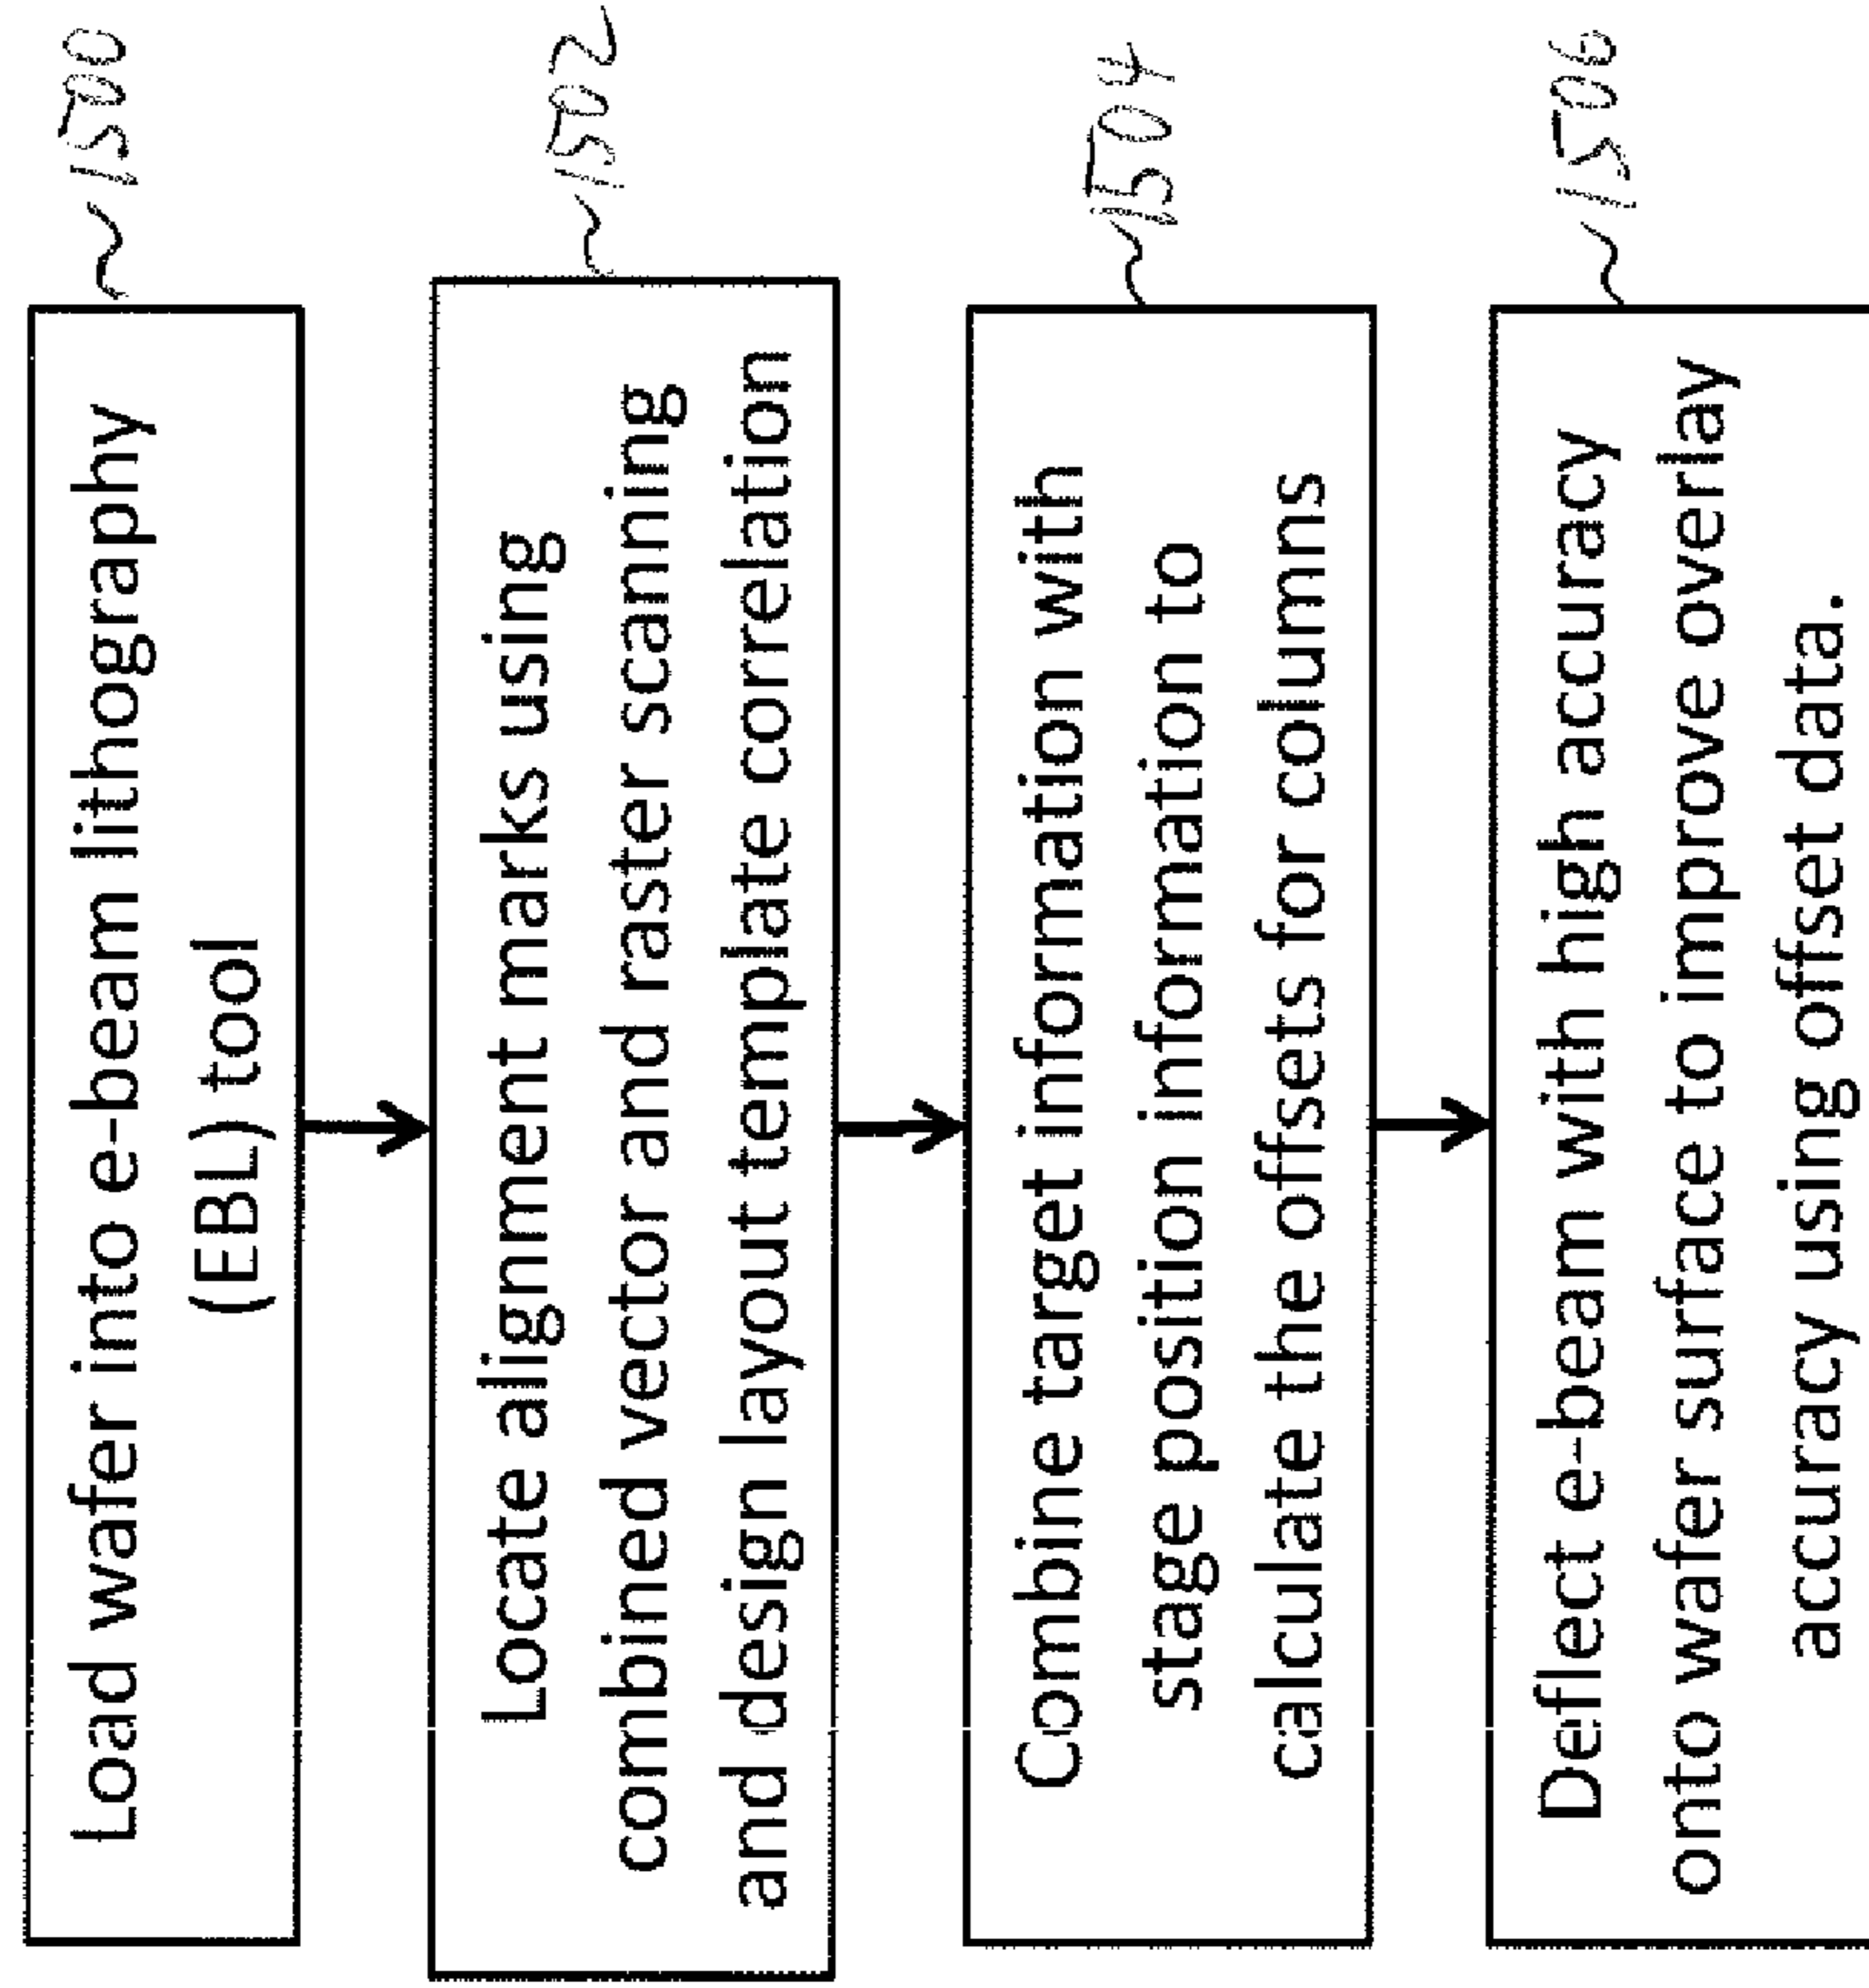 Load wafer into e-beam lithography
(EBL) tool
1500
Locate alignment marks using
combined vector and raster scanning
and design layout template correlation
1502
Combine target information with
stage position information to
calculate the offsets for columns
1504
Deflect e-beam with high accuracy
onto wafer surface to improve overlay
accuracy using offset data.
1506